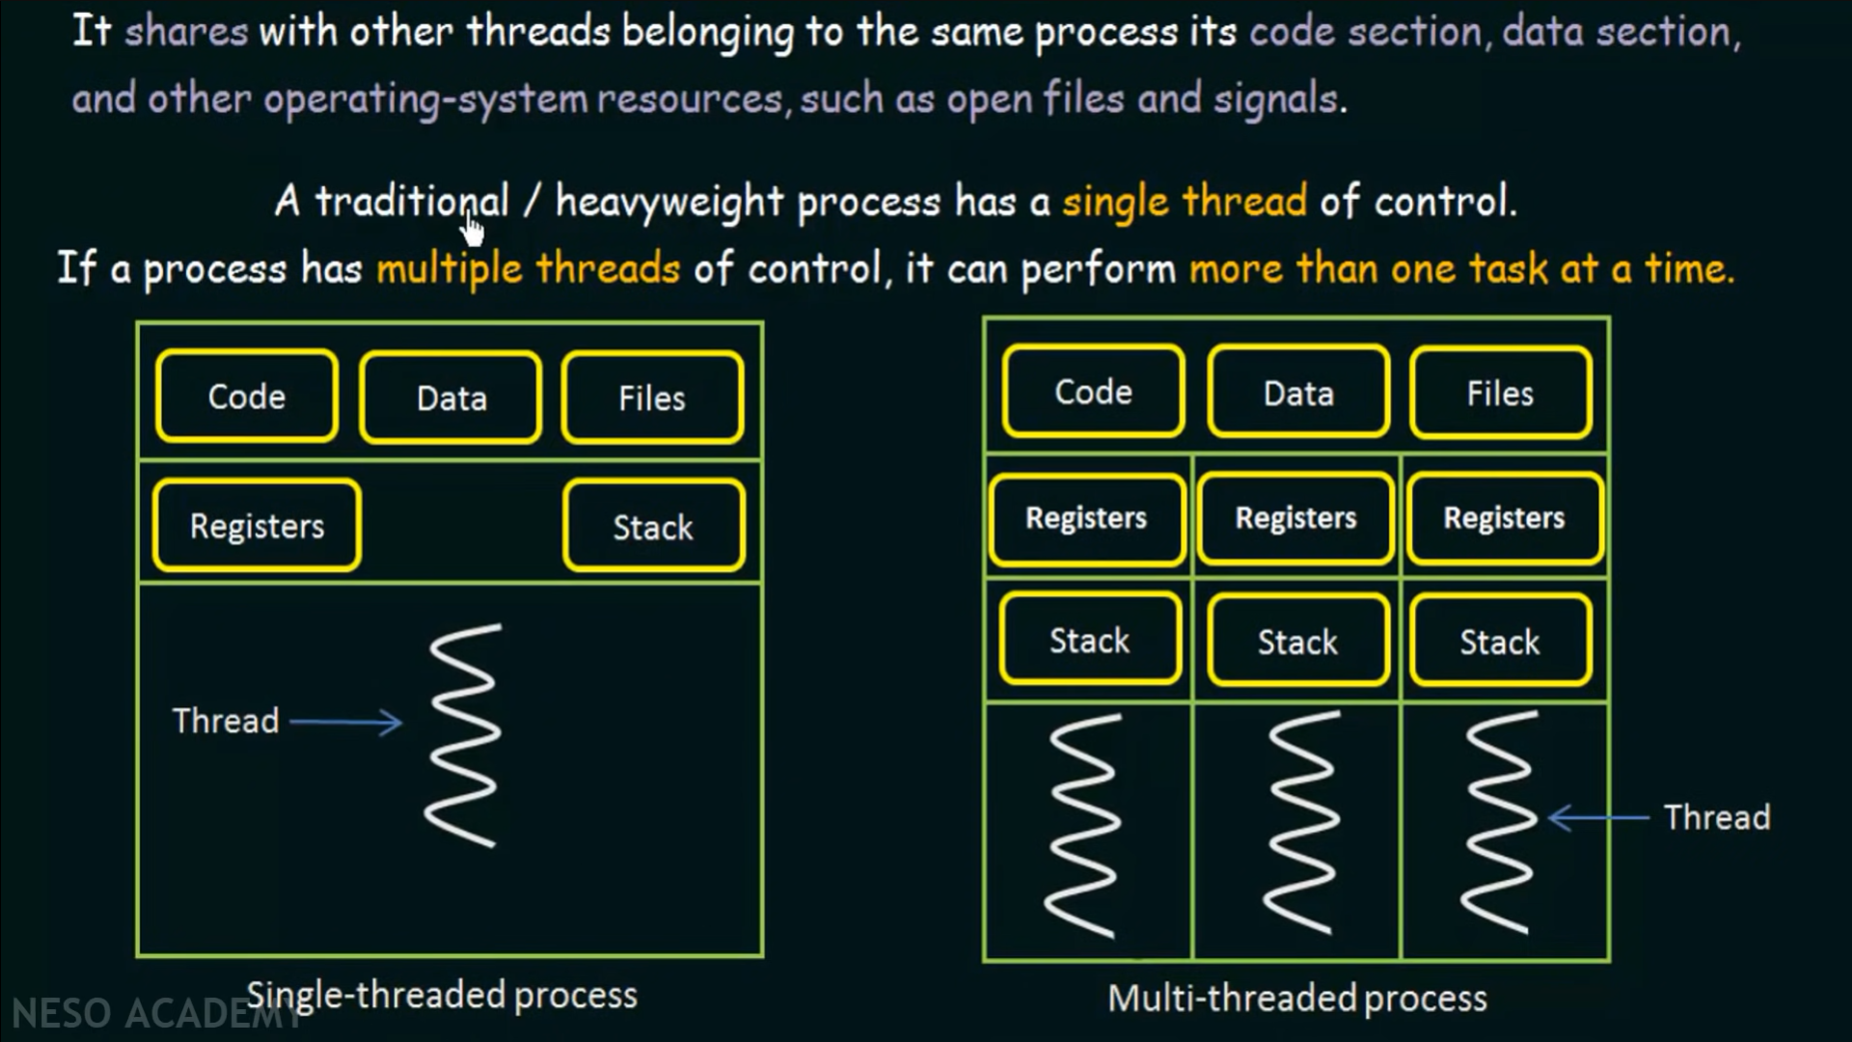 It shares with other threads belonging to the same process its code section, data section,
and other operating-system resources, such as open files and signals.
A traditional / heavyweight process has a single thread of control.
If a process has multiple threads of control, it can perform more than one task at a time.
Code Data Files
Registers Stack
Thread
Single-threaded process
Code Data Files
Registers Registers Registers
Stack Stack Stack
Thread
Multi-threaded process
NESO ACADEMY